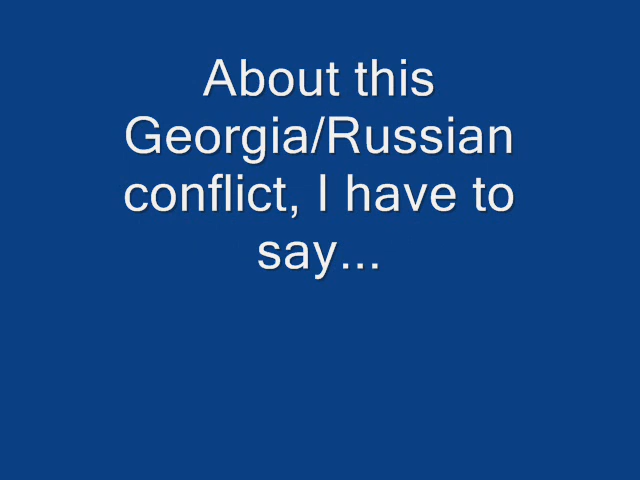 About this
Georgia/Russian
conflict, I have to
say...